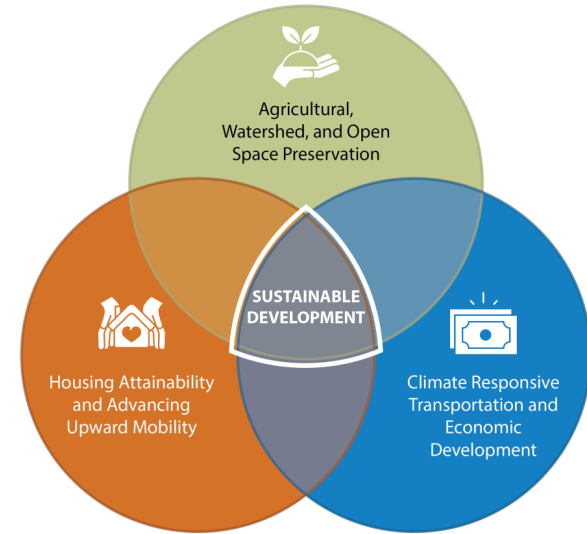 Agricultural,
Watershed, and Open
Space Preservation
SUSTAINABLE
DEVELOPMENT
Housing Attainability
and Advancing
Upward Mobility
Climate Responsive
Transportation and
Economic
Development